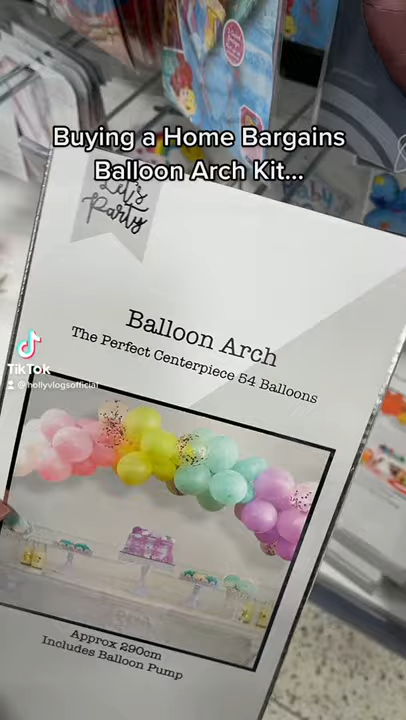 Buying a Home Bargains
Balloon Arch Kit...
Let's
Party
Balloon Arch
The Perfect Centerpiece 54 Balloons
TikTok
@hollyvlogsofficial
Approx 290cm
Includes Balloon Pump